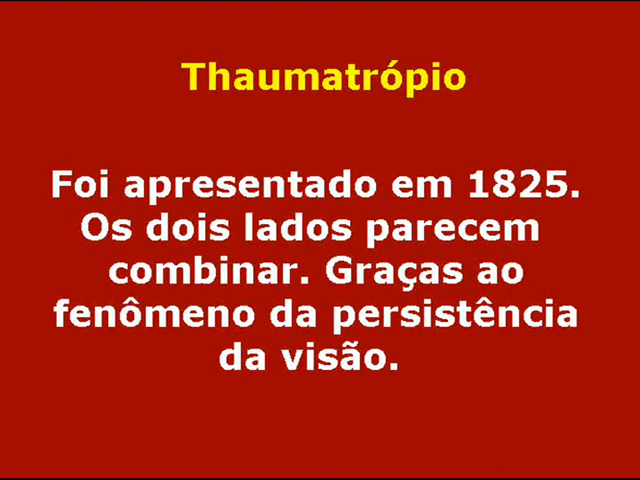 Thaumatrópio
Foi apresentado em 1825.
Os dois lados parecem
combinar. Graças ao
fenômeno da persistência
da visão.